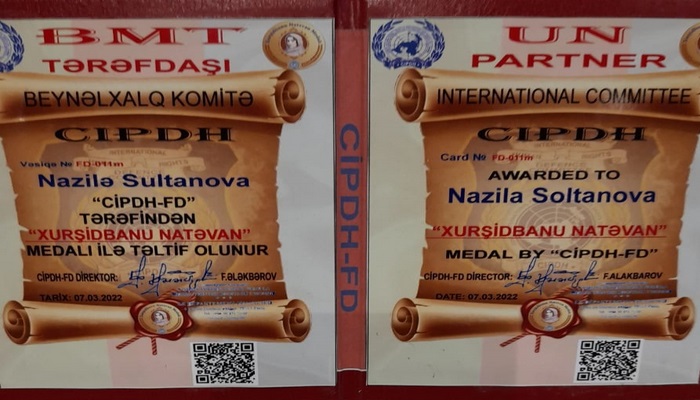 BMT
TƏRƏFDAŞI
BEYNƏLXALQ KOMİTƏ
CIPDH
Vəsiqə № FD-011m
Nazilə Sultanova
“CİPDH-FD”
TƏRƏFİNDƏN
“XURŞİDBANU NATƏVAN”
MEDALI İLƏ TƏLTİF OLUNUR
CİPDH-FD DİREKTOR: F.ƏLƏKBƏROV
TARİX: 07.03.2022
CİPDH-FD
UN
PARTNER
INTERNATIONAL COMMITTEE
CIPDH
Card № FD-011m
AWARDED TO
Nazila Soltanova
“XURŞİDBANU NATƏVAN”
MEDAL BY “CİPDH-FD”
CİPDH-FD DIRECTOR: F.ALAKBAROV
DATE: 07.03.2022